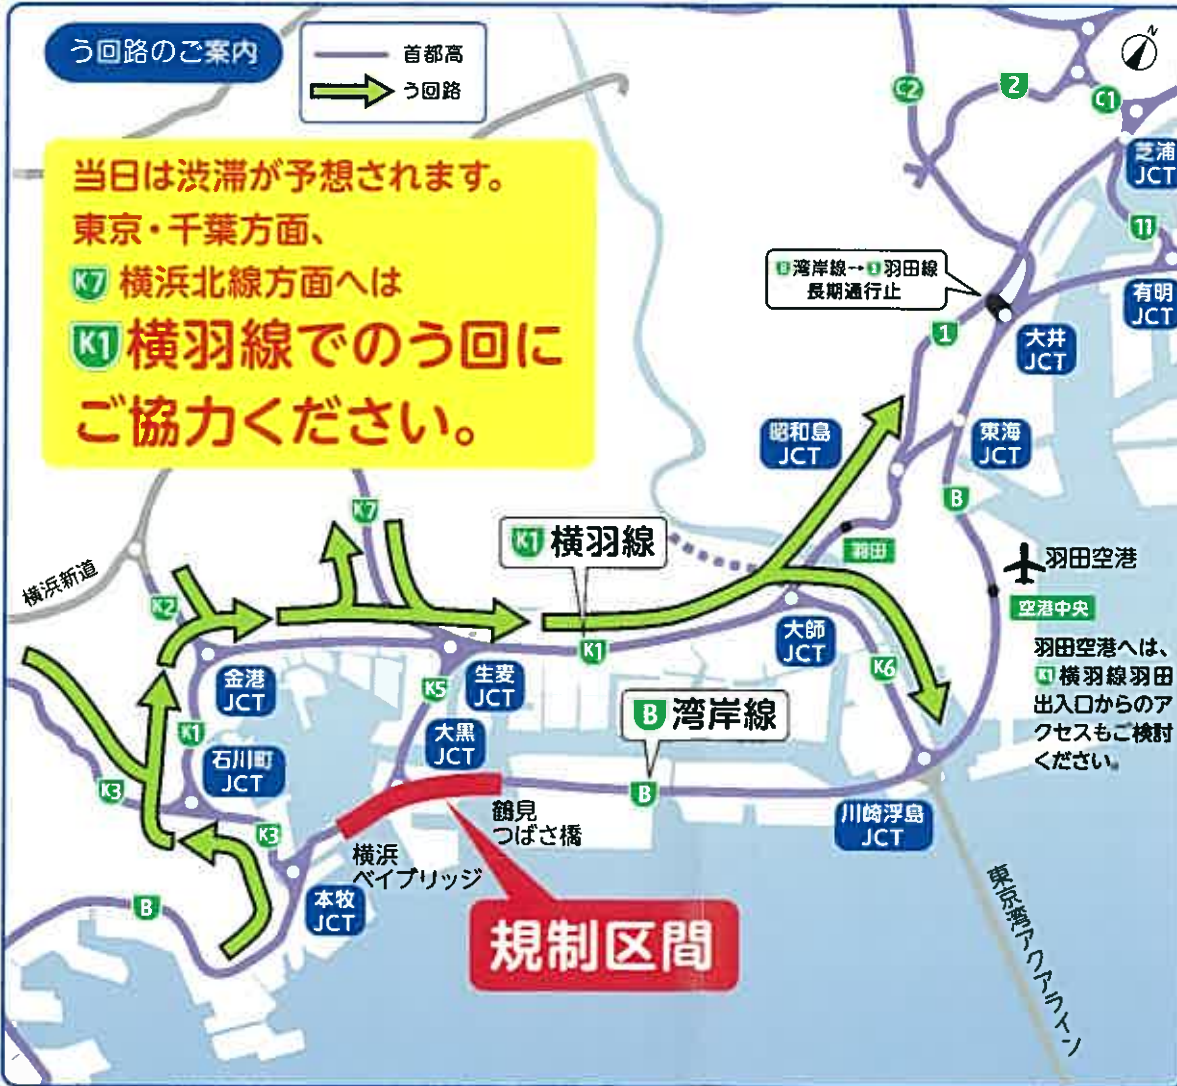 う回路のご案内
首都高
う回路
N
当日は渋滞が予想されます。
東京・千葉方面、
K7 横浜北線方面へは
K1 横羽線でのう回に
ご協力ください。
C2
2
C1
芝浦
JCT
11
有明
JCT
B湾岸線→1羽田線
長期通行止
1
大井
JCT
昭和島
JCT
東海
JCT
B
K7
K1 横羽線
羽田
羽田空港
空港中央
横浜新道
K2
羽田空港へは、
K1 横羽線羽田
出入口からのア
クセスもご検討
ください。
金港
JCT
生麦
JCT
K1
大師
JCT
K6
K5
B 湾岸線
K1
石川町
JCT
大黒
JCT
K3
B
川崎浮島
JCT
鶴見
つばさ橋
K3
横浜
ベイブリッジ
本牧
JCT
B
規制区間
東京湾アクアライン